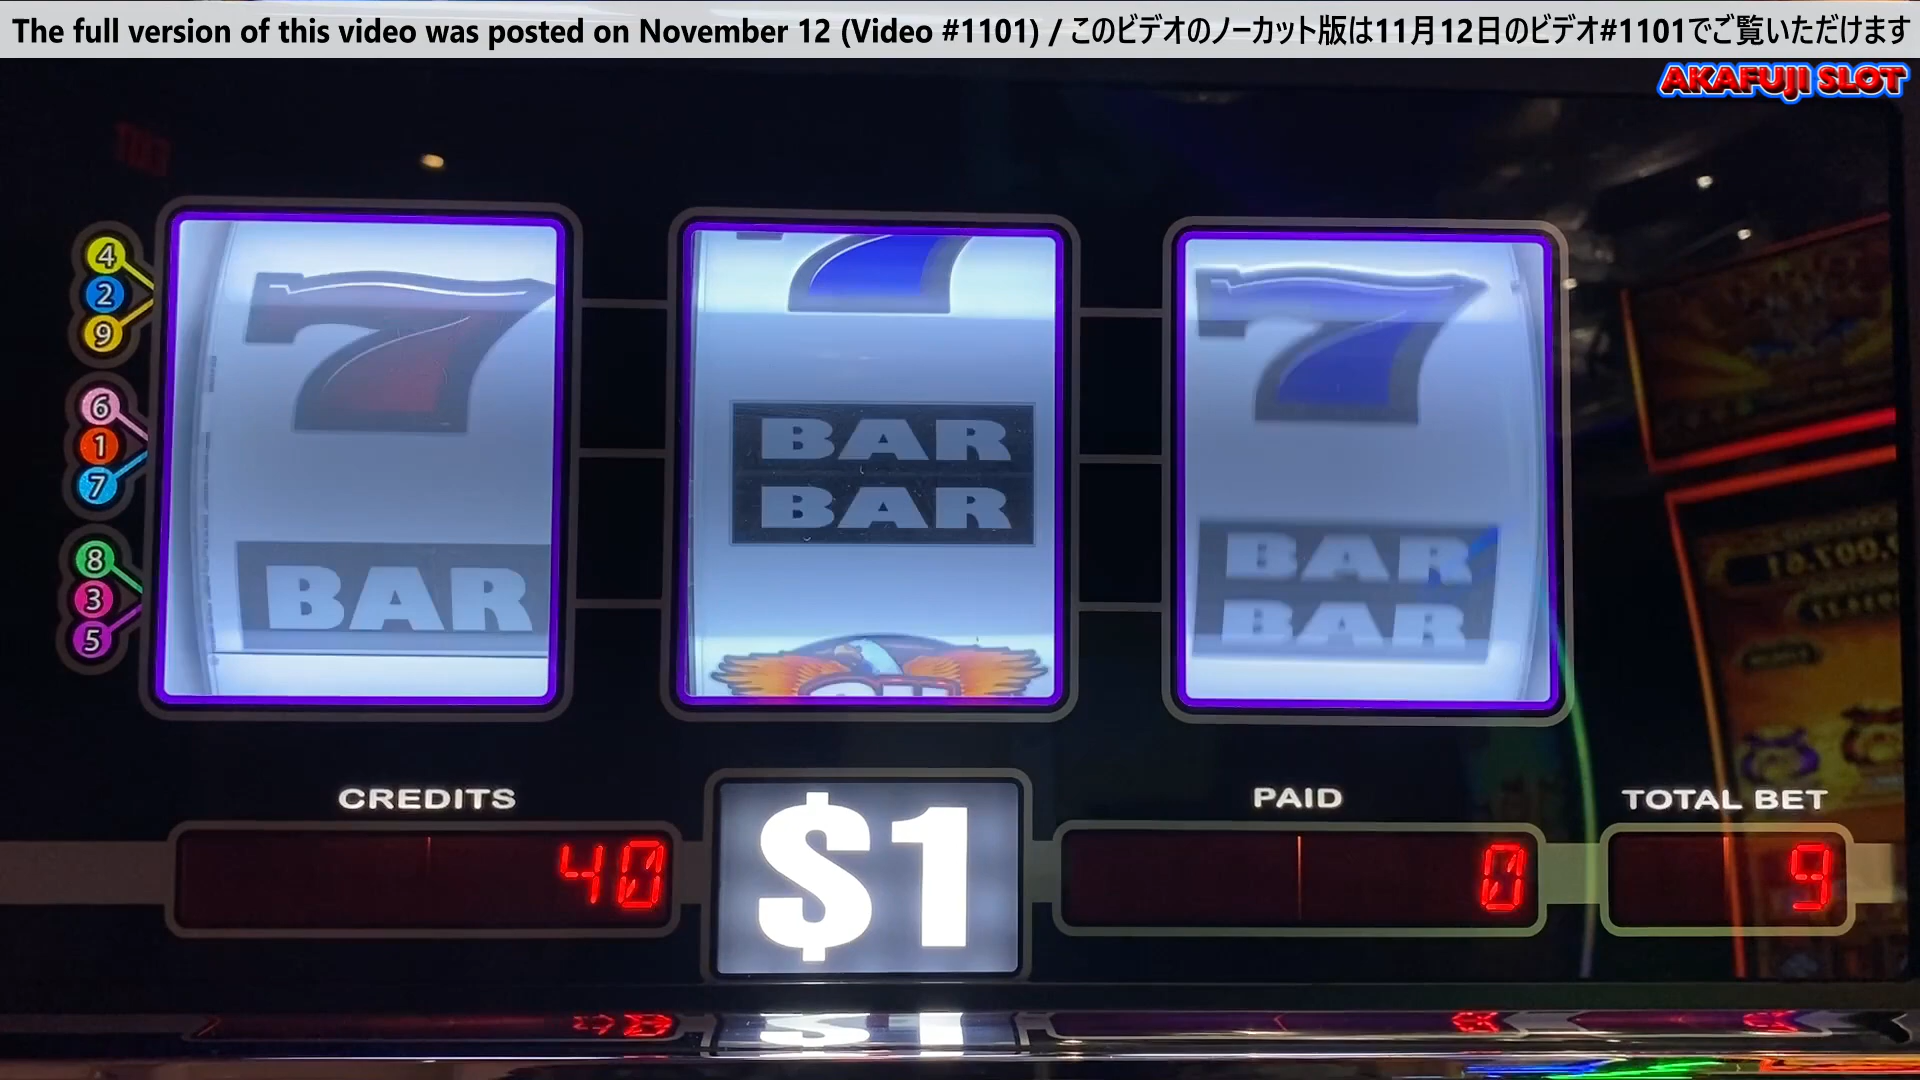 The full version of this video was posted on November 12 (Video #1101) / このビデオのノーカット版は11月12日のビデオ#1101でご覧いただけます
AKAFUJI SLOT
4
2
9
6
1
7
8
3
5
7
7
7
BAR
BAR
BAR
BAR
BAR
CREDITS
PAID
TOTAL BET
40
$1
0
9